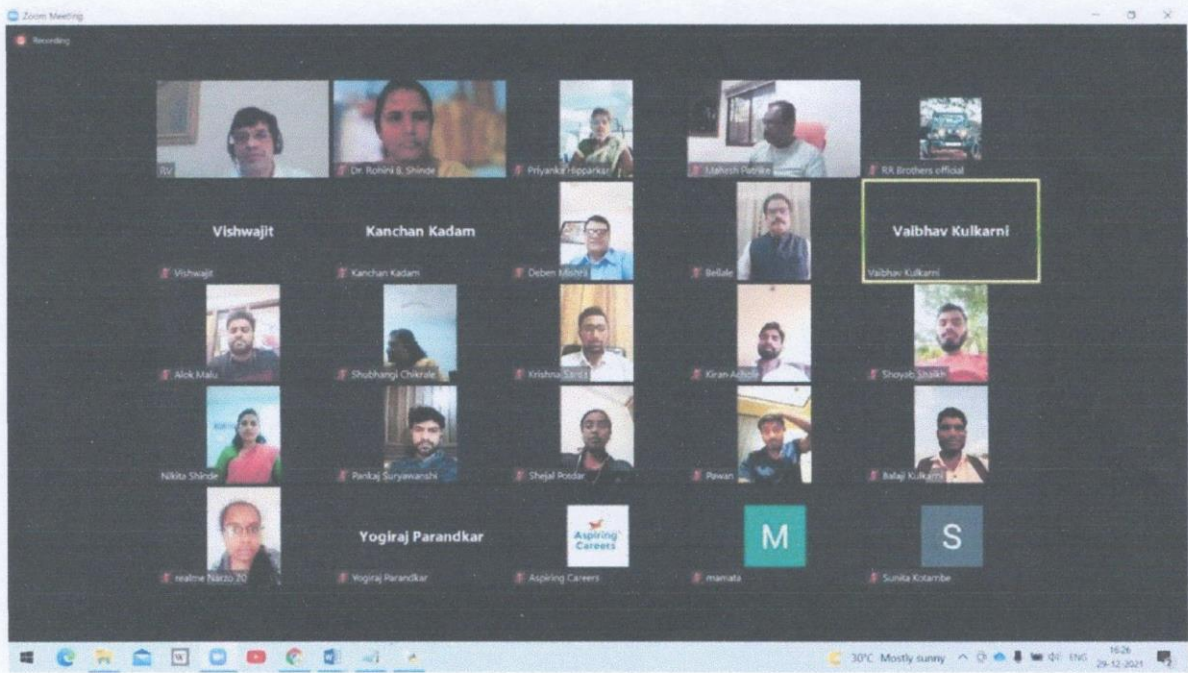 Zoom Meeting
Recording
RV
Dr. Rohini B. Shinde
Priyanka Hipparkar
Mahesh Patrike
RR Brothers official
Vishwajit
Vishwajit
Kanchan Kadam
Kanchan Kadam
Deben Mishra
Bellale
Vaibhav Kulkarni
Vaibhav Kulkarni
Alok Malu
Shubhangi Chikrale
Krishna Sarda
Kiran Achole
Shoyab Shaikh
Nikita Shinde
Pankaj Suryawanshi
Shejal Potdar
Pawan
Balaji Kulkarni
realme Narzo 20
Yogiraj Parandkar
Yogiraj Parandkar
Aspiring
Careers
Aspiring Careers
M
mamata
S
Sunita Kotambe
W
30°C Mostly sunny
ENG
16:26
29-12-2021